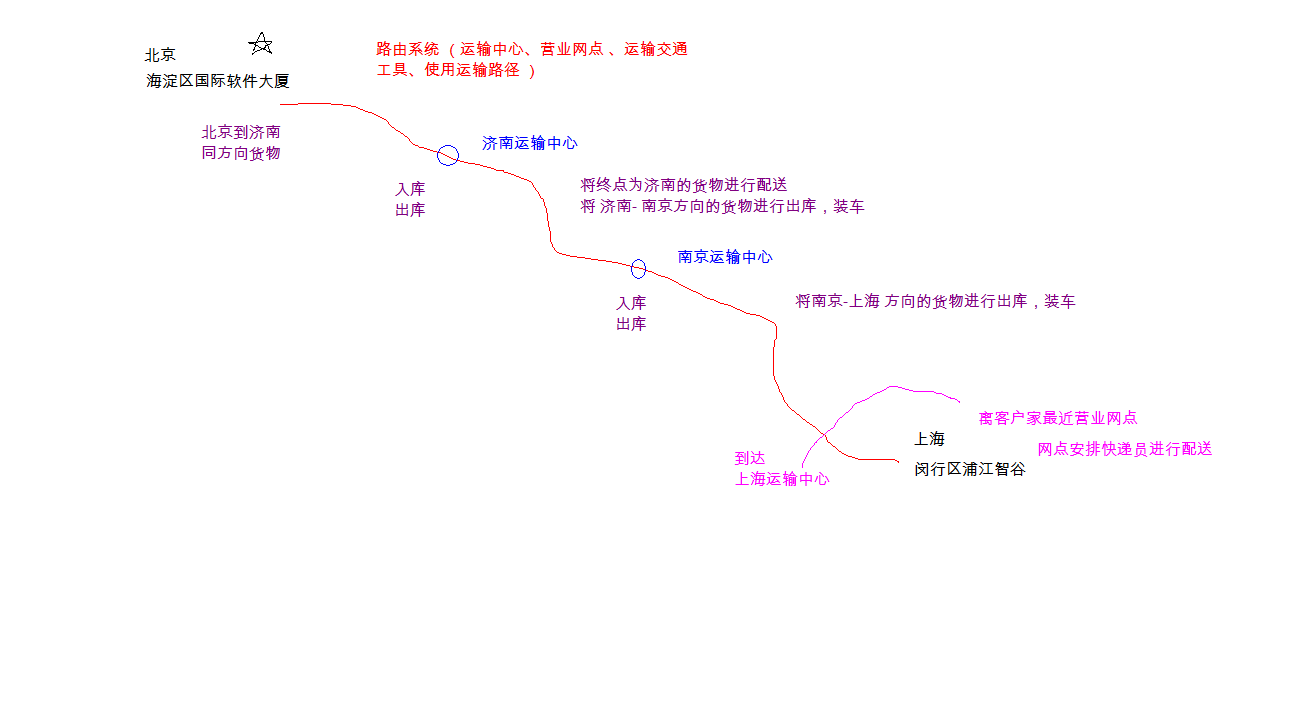 北京
海淀区国际软件大厦
路由系统（运输中心、营业网点 、运输交通
工具、使用运输路径 ）
北京到济南
同方向货物
济南运输中心
入库
出库
将终点为济南的货物进行配送
将 济南- 南京方向的货物进行出库，装车
南京运输中心
入库
出库
将南京-上海 方向的货物进行出库，装车
离客户家最近营业网点
上海
网点安排快递员进行配送
到达
上海运输中心
闵行区浦江智谷